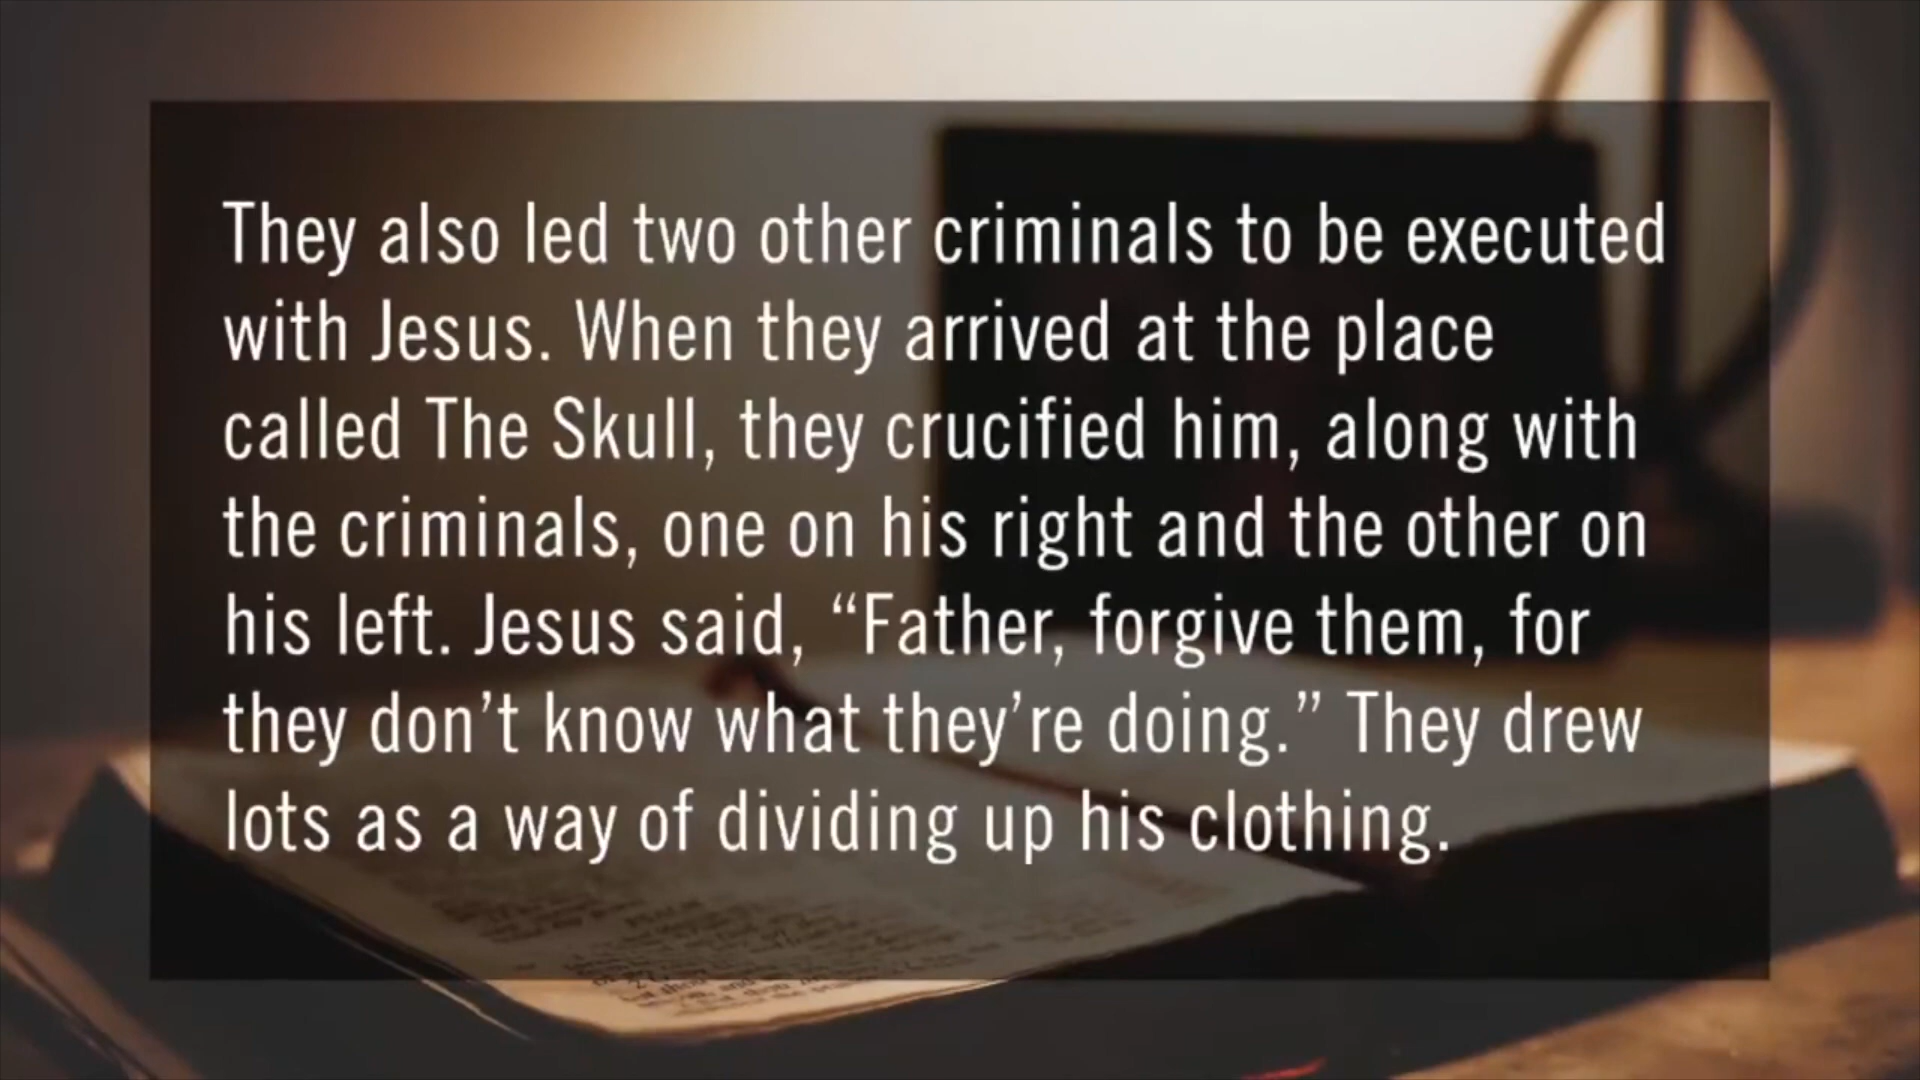 They also led two other criminals to be executed
with Jesus. When they arrived at the place
called The Skull, they crucified him, along with
the criminals, one on his right and the other on
his left. Jesus said, “Father, forgive them, for
they don’t know what they’re doing.” They drew
lots as a way of dividing up his clothing.